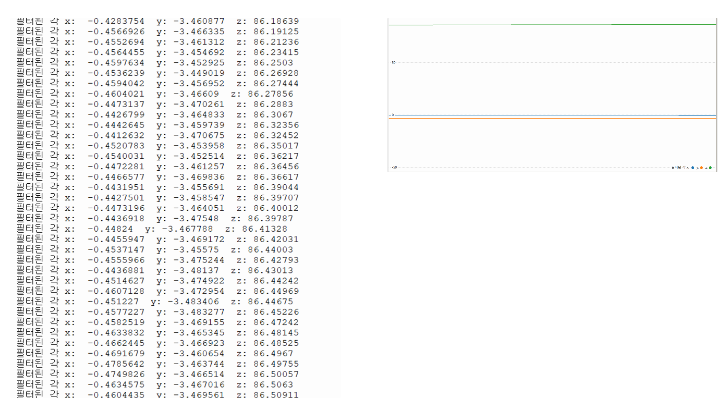 필터된 각 x: -0.4283754 y: -3.460877 z: 86.18639
필터된 각 x: -0.4566926 y: -3.466335 z: 86.19125
필터된 각 x: -0.4552694 y: -3.461312 z: 86.21236
필터된 각 x: -0.4564455 y: -3.454692 z: 86.23415
필터된 각 x: -0.4597634 y: -3.452925 z: 86.2503
필터된 각 x: -0.4536239 y: -3.449019 z: 86.26928
필터된 각 x: -0.4594042 y: -3.456952 z: 86.27444
필터된 각 x: -0.4604021 y: -3.46609 z: 86.27856
필터된 각 x: -0.4473137 y: -3.470261 z: 86.2883
필터된 각 x: -0.4426799 y: -3.464833 z: 86.3067
필터된 각 x: -0.4442645 y: -3.459739 z: 86.32356
필터된 각 x: -0.4412632 y: -3.470675 z: 86.32452
필터된 각 x: -0.4520783 y: -3.453958 z: 86.35017
필터된 각 x: -0.4540031 y: -3.452514 z: 86.36217
필터된 각 x: -0.4472281 y: -3.461257 z: 86.36456
필터된 각 x: -0.4466577 y: -3.469836 z: 86.36617
필터된 각 x: -0.4431951 y: -3.455691 z: 86.39044
필터된 각 x: -0.4427501 y: -3.458547 z: 86.39707
필터된 각 x: -0.4473196 y: -3.464051 z: 86.40012
필터된 각 x: -0.4436918 y: -3.47548 z: 86.39787
필터된 각 x: -0.44824 y: -3.467788 z: 86.41328
필터된 각 x: -0.4455947 y: -3.469172 z: 86.42031
필터된 각 x: -0.4537147 y: -3.45575 z: 86.44003
필터된 각 x: -0.4555966 y: -3.475244 z: 86.42793
필터된 각 x: -0.4436881 y: -3.48137 z: 86.43013
필터된 각 x: -0.4514627 y: -3.474922 z: 86.44242
필터된 각 x: -0.4607128 y: -3.472954 z: 86.44969
필터된 각 x: -0.451227 y: -3.483406 z: 86.44675
필터된 각 x: -0.4577227 y: -3.483277 z: 86.45226
필터된 각 x: -0.4582519 y: -3.469155 z: 86.47242
필터된 각 x: -0.4633832 y: -3.465345 z: 86.48145
필터된 각 x: -0.4662445 y: -3.466923 z: 86.48525
필터된 각 x: -0.4691679 y: -3.460654 z: 86.4967
필터된 각 x: -0.4785642 y: -3.463744 z: 86.49755
필터된 각 x: -0.4749826 y: -3.466514 z: 86.50057
필터된 각 x: -0.4634575 y: -3.467016 z: 86.5063
필터된 각 x: -0.4604435 y: -3.469561 z: 86.50911